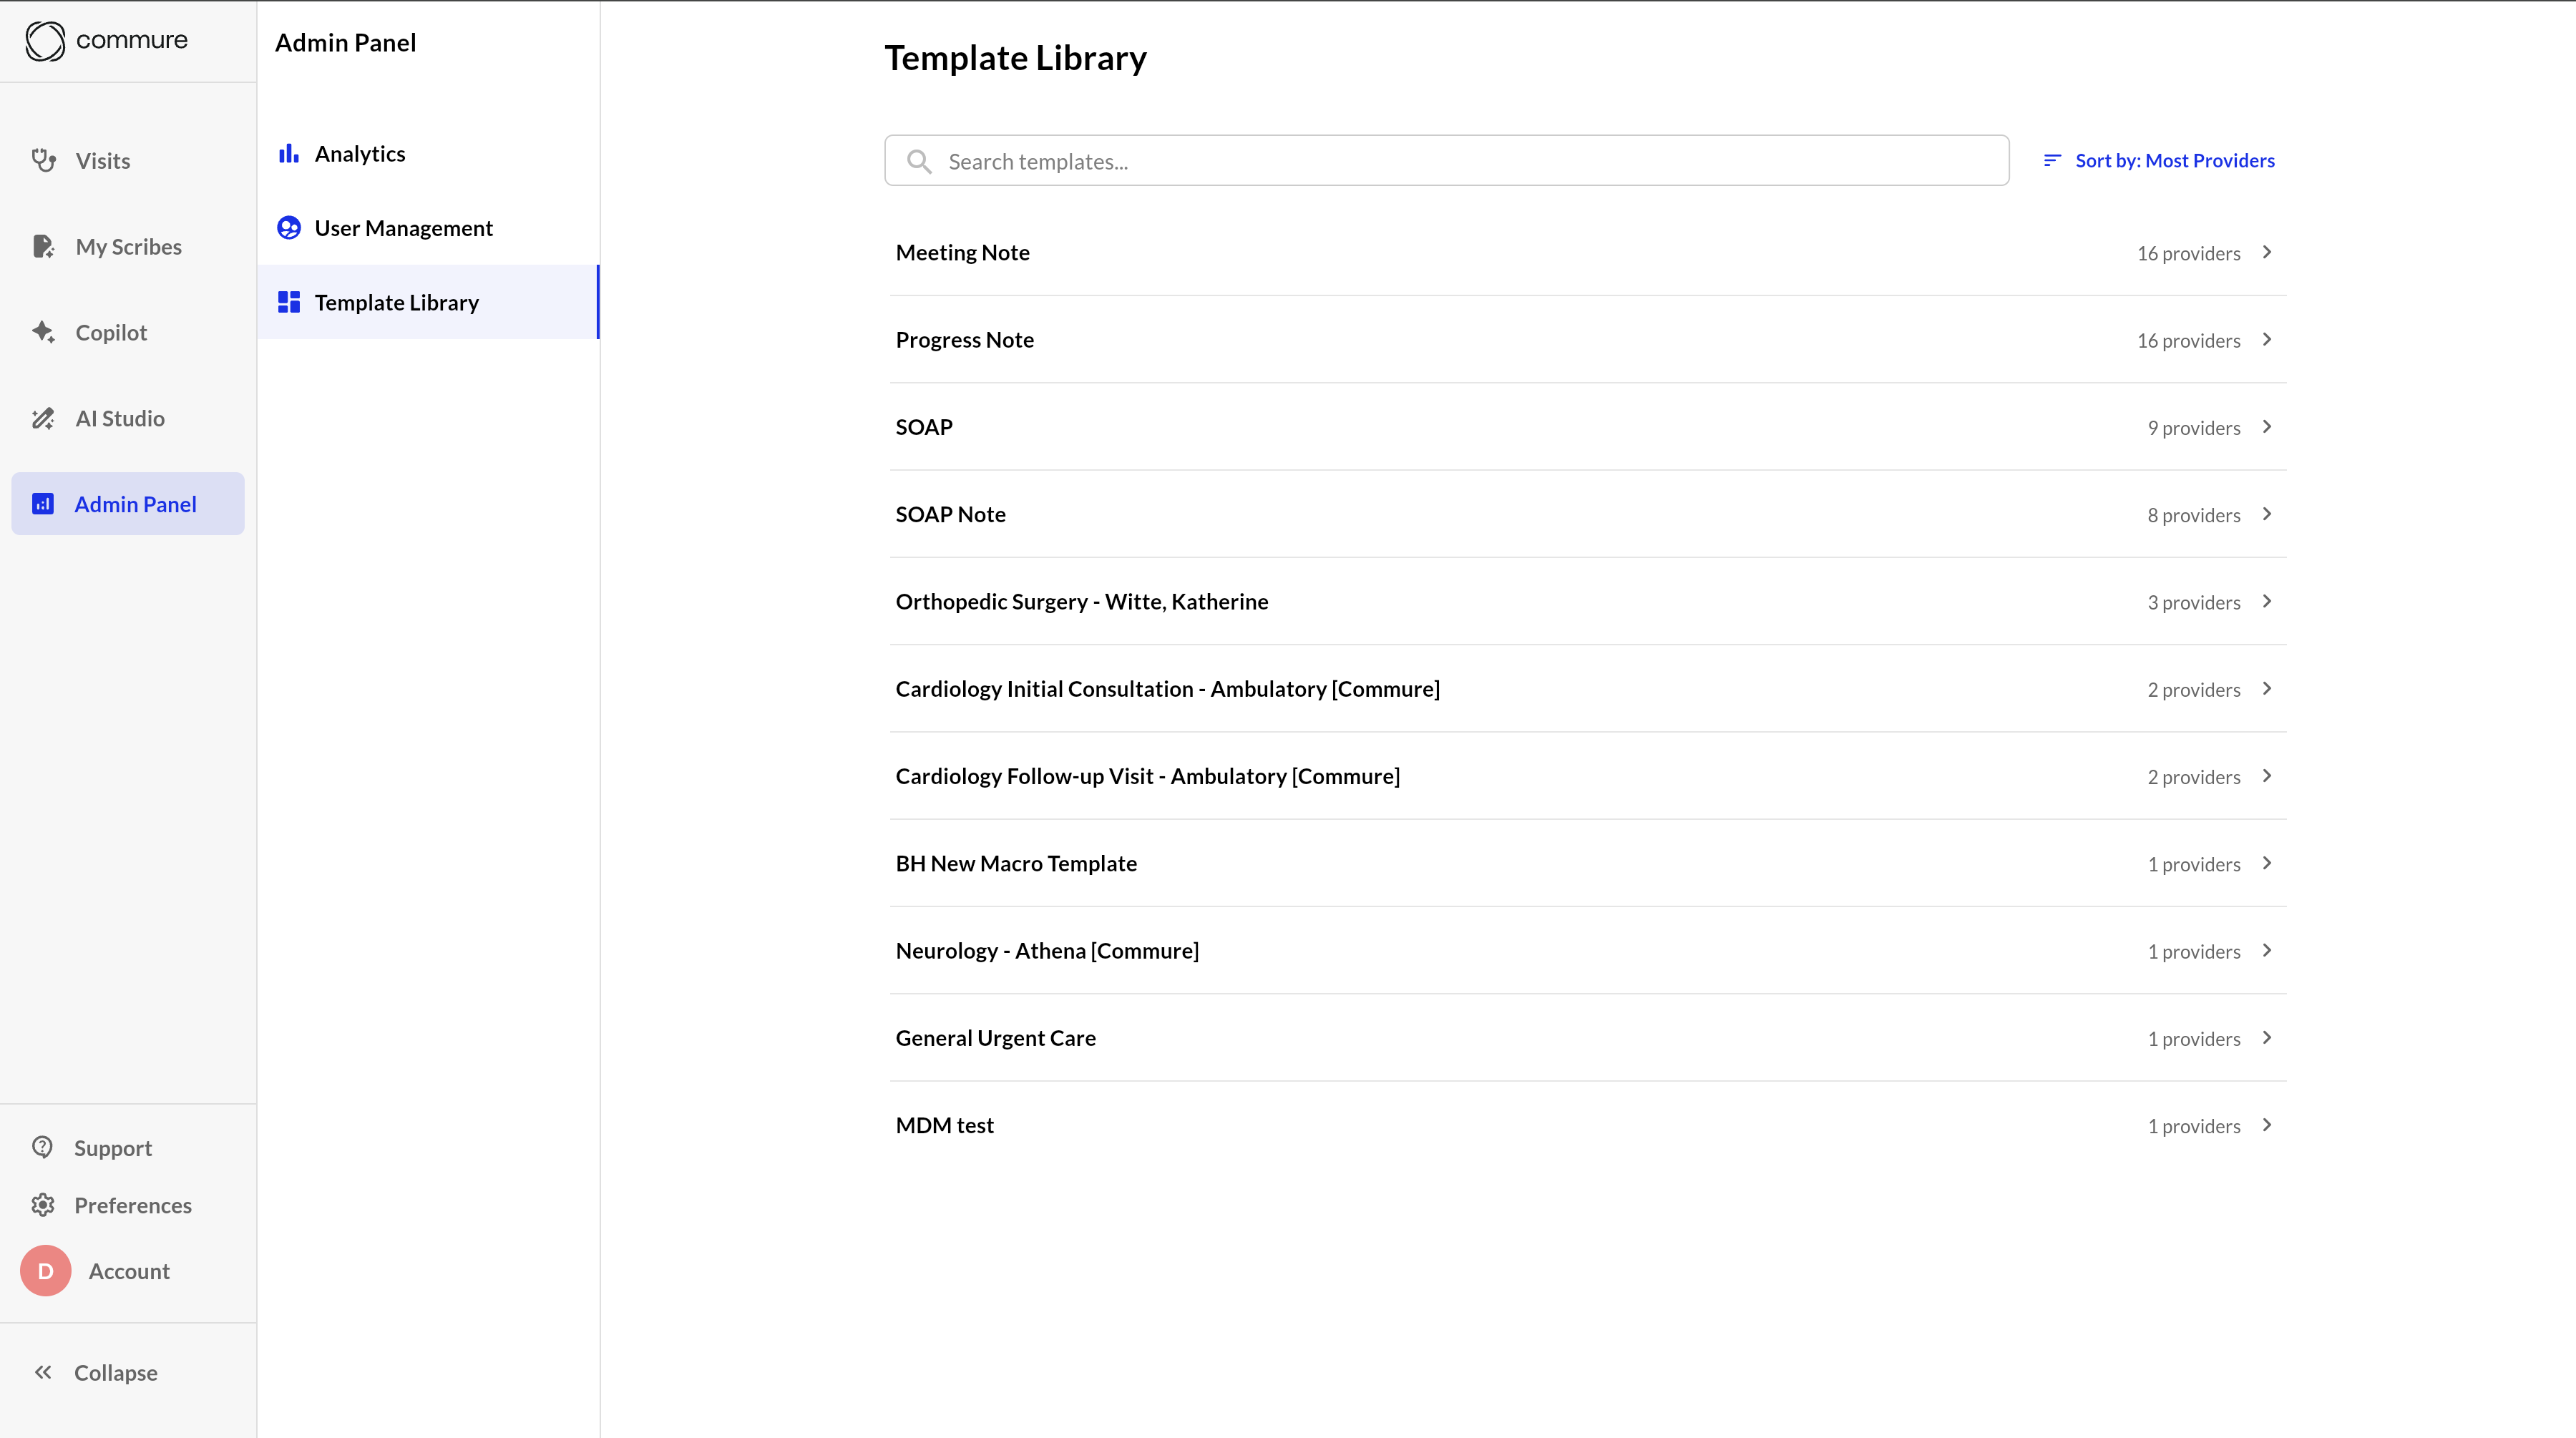 commure
Visits
My Scribes
Copilot
AI Studio
Admin Panel
Support
Preferences
D
Account
Collapse
Admin Panel
Analytics
User Management
Template Library
Template Library
Search templates...
Sort by: Most Providers
Meeting Note 16 providers
Progress Note 16 providers
SOAP 9 providers
SOAP Note 8 providers
Orthopedic Surgery - Witte, Katherine 3 providers
Cardiology Initial Consultation - Ambulatory [Commure] 2 providers
Cardiology Follow-up Visit - Ambulatory [Commure] 2 providers
BH New Macro Template 1 providers
Neurology - Athena [Commure] 1 providers
General Urgent Care 1 providers
MDM test 1 providers